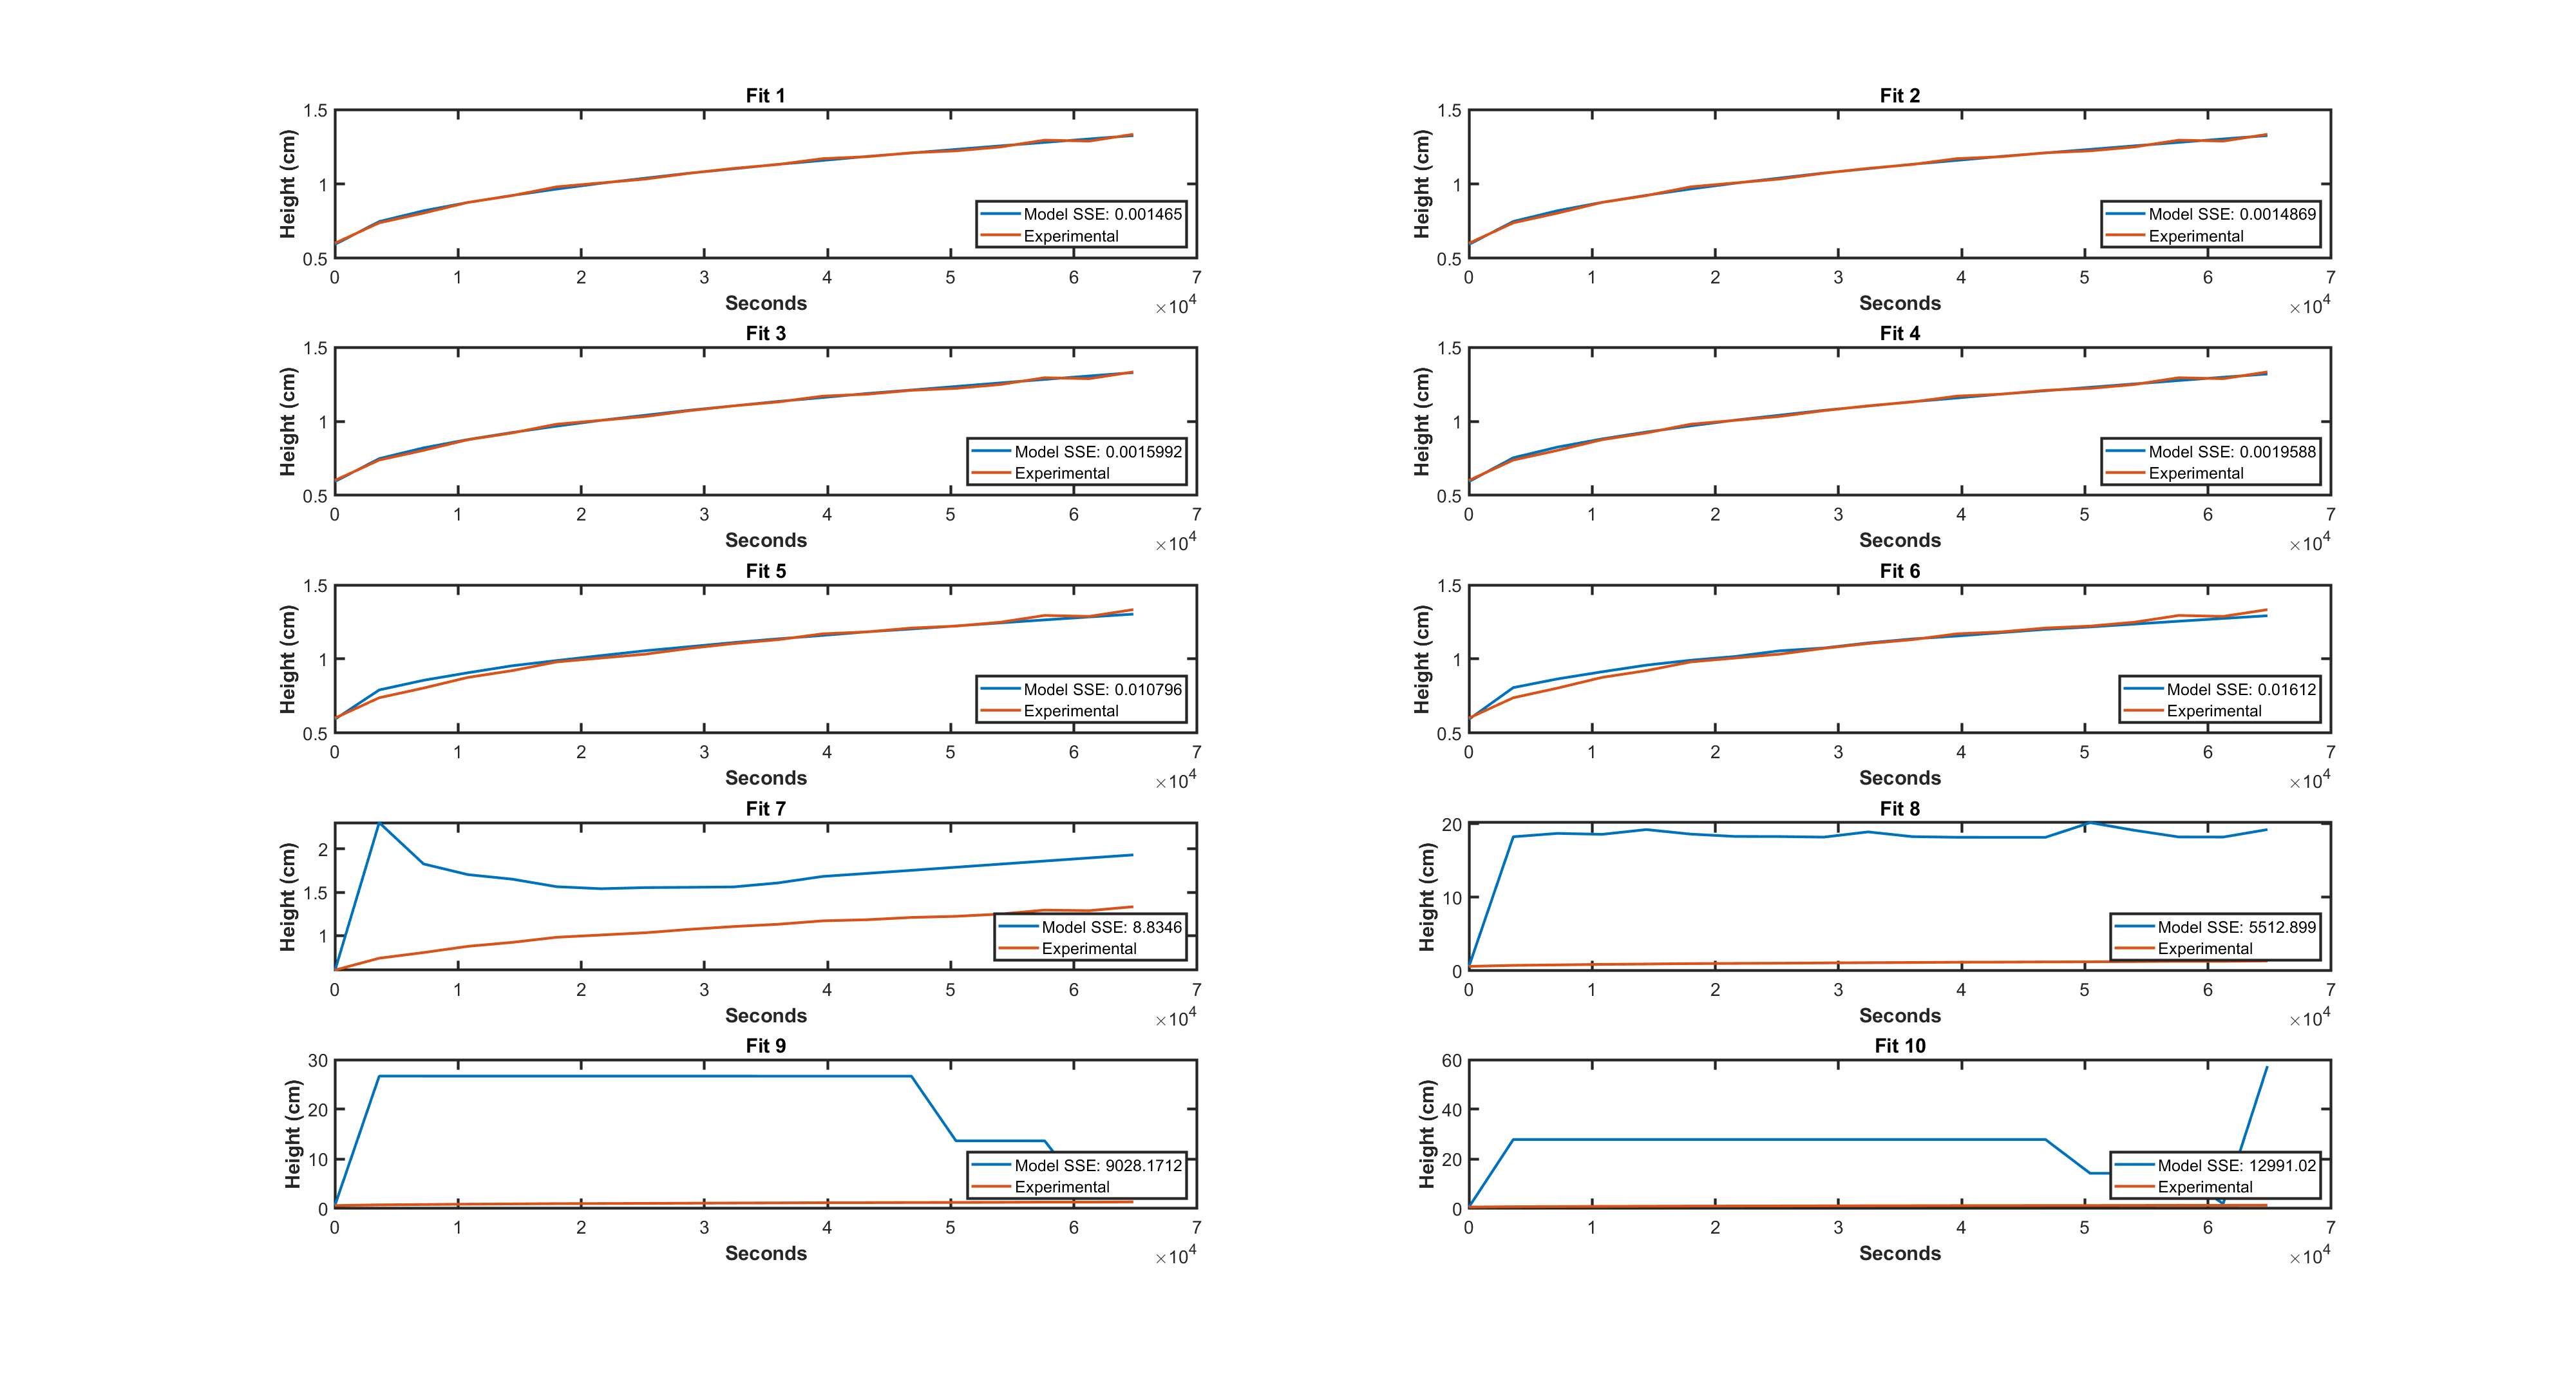 Fit 1
Height (cm)
1.5
1
0.5
Model SSE: 0.001465
Experimental
0 1 2 3 4 5 6 7
Seconds
×10^4
Fit 2
Height (cm)
1.5
1
0.5
Model SSE: 0.0014869
Experimental
0 1 2 3 4 5 6 7
Seconds
×10^4
Fit 3
Height (cm)
1.5
1
0.5
Model SSE: 0.0015992
Experimental
0 1 2 3 4 5 6 7
Seconds
×10^4
Fit 4
Height (cm)
1.5
1
0.5
Model SSE: 0.0019588
Experimental
0 1 2 3 4 5 6 7
Seconds
×10^4
Fit 5
Height (cm)
1.5
1
0.5
Model SSE: 0.010796
Experimental
0 1 2 3 4 5 6 7
Seconds
×10^4
Fit 6
Height (cm)
1.5
1
0.5
Model SSE: 0.01612
Experimental
0 1 2 3 4 5 6 7
Seconds
×10^4
Fit 7
Height (cm)
2
1.5
1
Model SSE: 8.8346
Experimental
0 1 2 3 4 5 6 7
Seconds
×10^4
Fit 8
Height (cm)
20
10
0
Model SSE: 5512.899
Experimental
0 1 2 3 4 5 6 7
Seconds
×10^4
Fit 9
Height (cm)
30
20
10
0
Model SSE: 9028.1712
Experimental
0 1 2 3 4 5 6 7
Seconds
×10^4
Fit 10
Height (cm)
60
40
20
0
Model SSE: 12991.02
Experimental
0 1 2 3 4 5 6 7
Seconds
×10^4